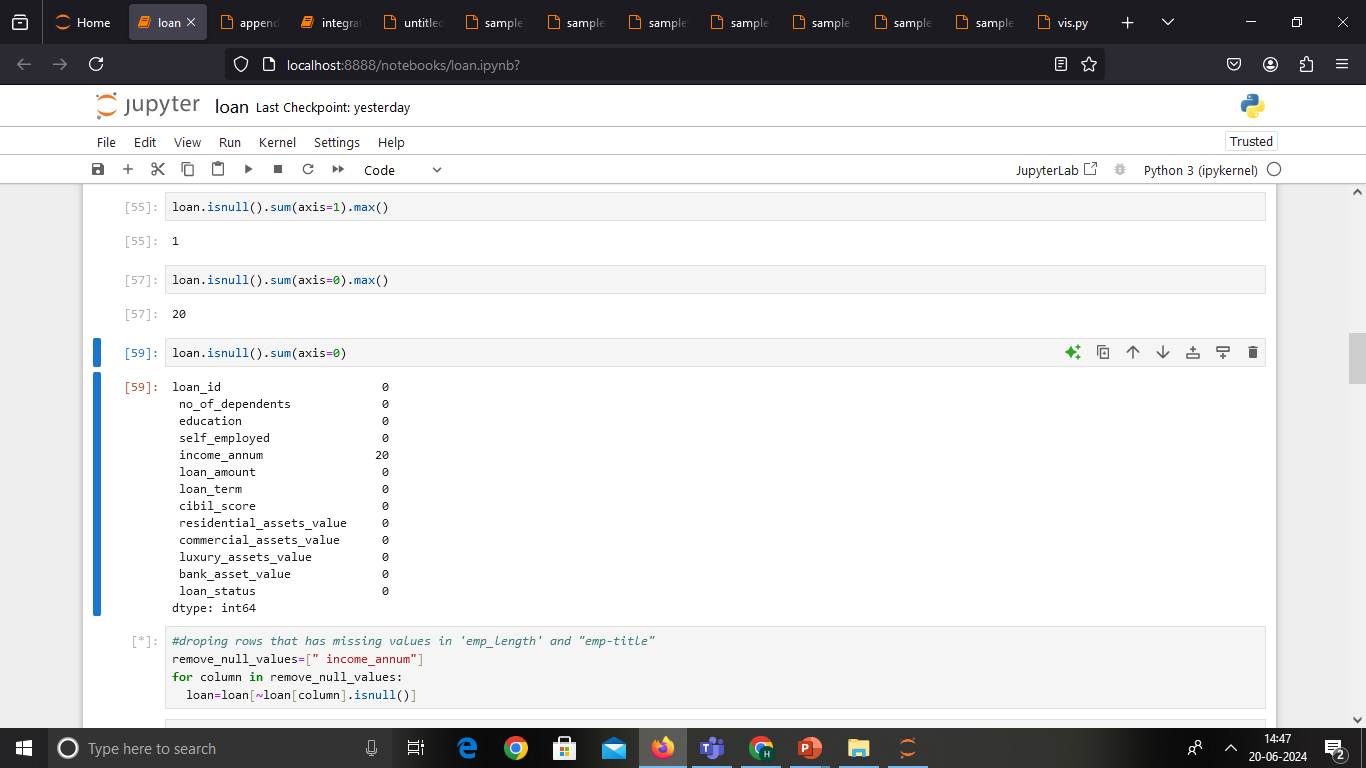 Home
loan
append
integrat
untitled
sample
sample
sample
sample
sample
sample
sample
vis.py
localhost:8888/notebooks/loan.ipynb?
jupyter
loan Last Checkpoint: yesterday
File Edit View Run Kernel Settings Help
Trusted
Code
JupyterLab
Python 3 (ipykernel)
[55]: loan.isnull().sum(axis=1).max()
[55]: 1
[57]: loan.isnull().sum(axis=0).max()
[57]: 20
[59]: loan.isnull().sum(axis=0)
[59]: loan_id 0
no_of_dependents 0
education 0
self_employed 0
income_annum 20
loan_amount 0
loan_term 0
cibil_score 0
residential_assets_value 0
commercial_assets_value 0
luxury_assets_value 0
bank_asset_value 0
loan_status 0
dtype: int64
[*]: #droping rows that has missing values in 'emp_length' and "emp-title"
remove_null_values=[" income_annum"]
for column in remove_null_values:
loan=loan[~loan[column].isnull()]
Type here to search
14:47
20-06-2024
2